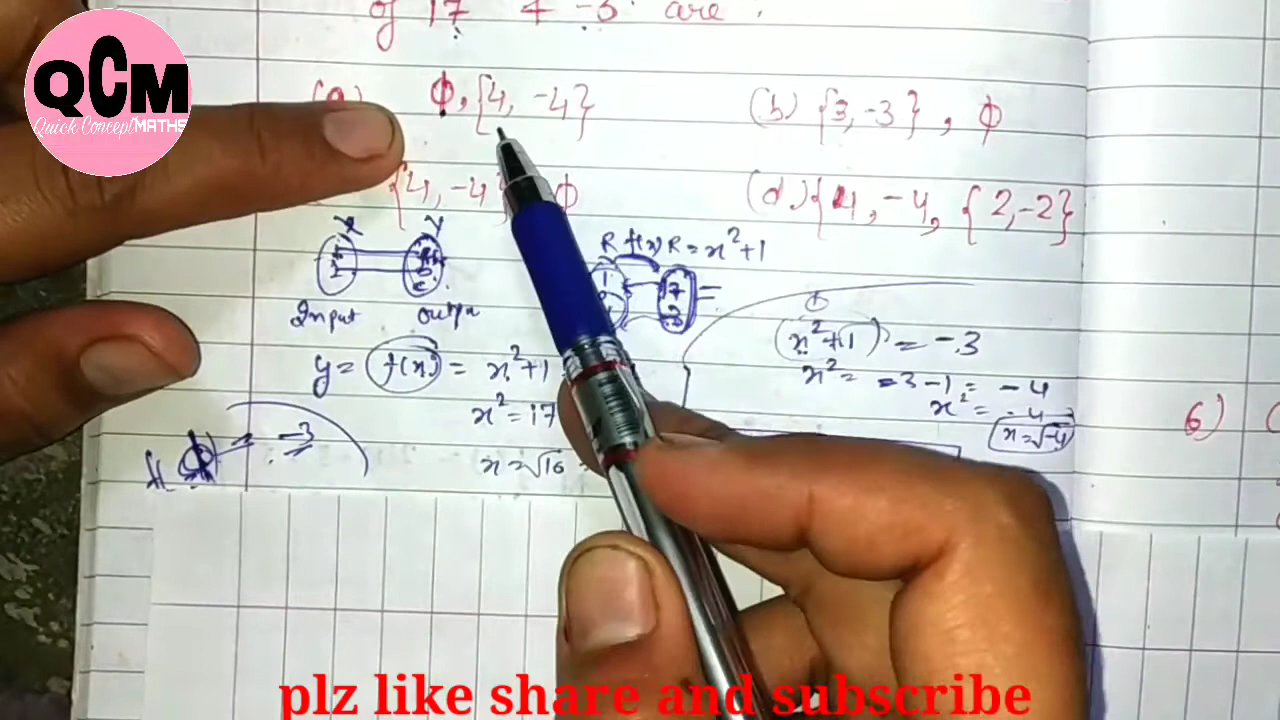 of 17 & -3 are.
QCM
Quick Concept MATHS
(a) ϕ, {4, -4}
(b) {3, -3}, ϕ
{4, -4} ϕ
(d) {4, -4, {2, -2}
x y
R f(x) R = x²+1
1 17
Input Output
ϕ
(x²+1) = -3
y = f(x) = x²+1
x² = -3-1 = -4
x² = -4
x² = 17
x = √-4
6)
-3
x = √16
plz like share and subscribe